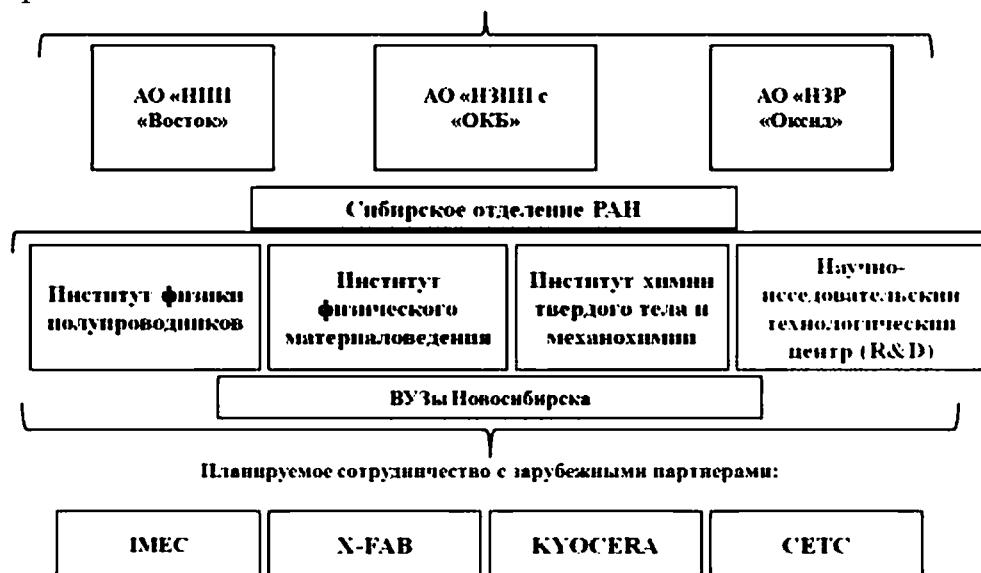 АО «НПП
«Восток»
АО «НЗПП с
«ОКБ»
АО «НЗР
«Оксид»
Сибирское отделение РАН
Институт физики
полупроводников
Институт
физического
материаловедения
Институт химии
твердого тела и
механохимии
Научно-
исседовательский
технологический
центр (R&D)
ВУЗы Новосибирска
Планируемое сотрудничество с зарубежными партнерами:
IMEC
X-FAB
KYOCERA
CETC